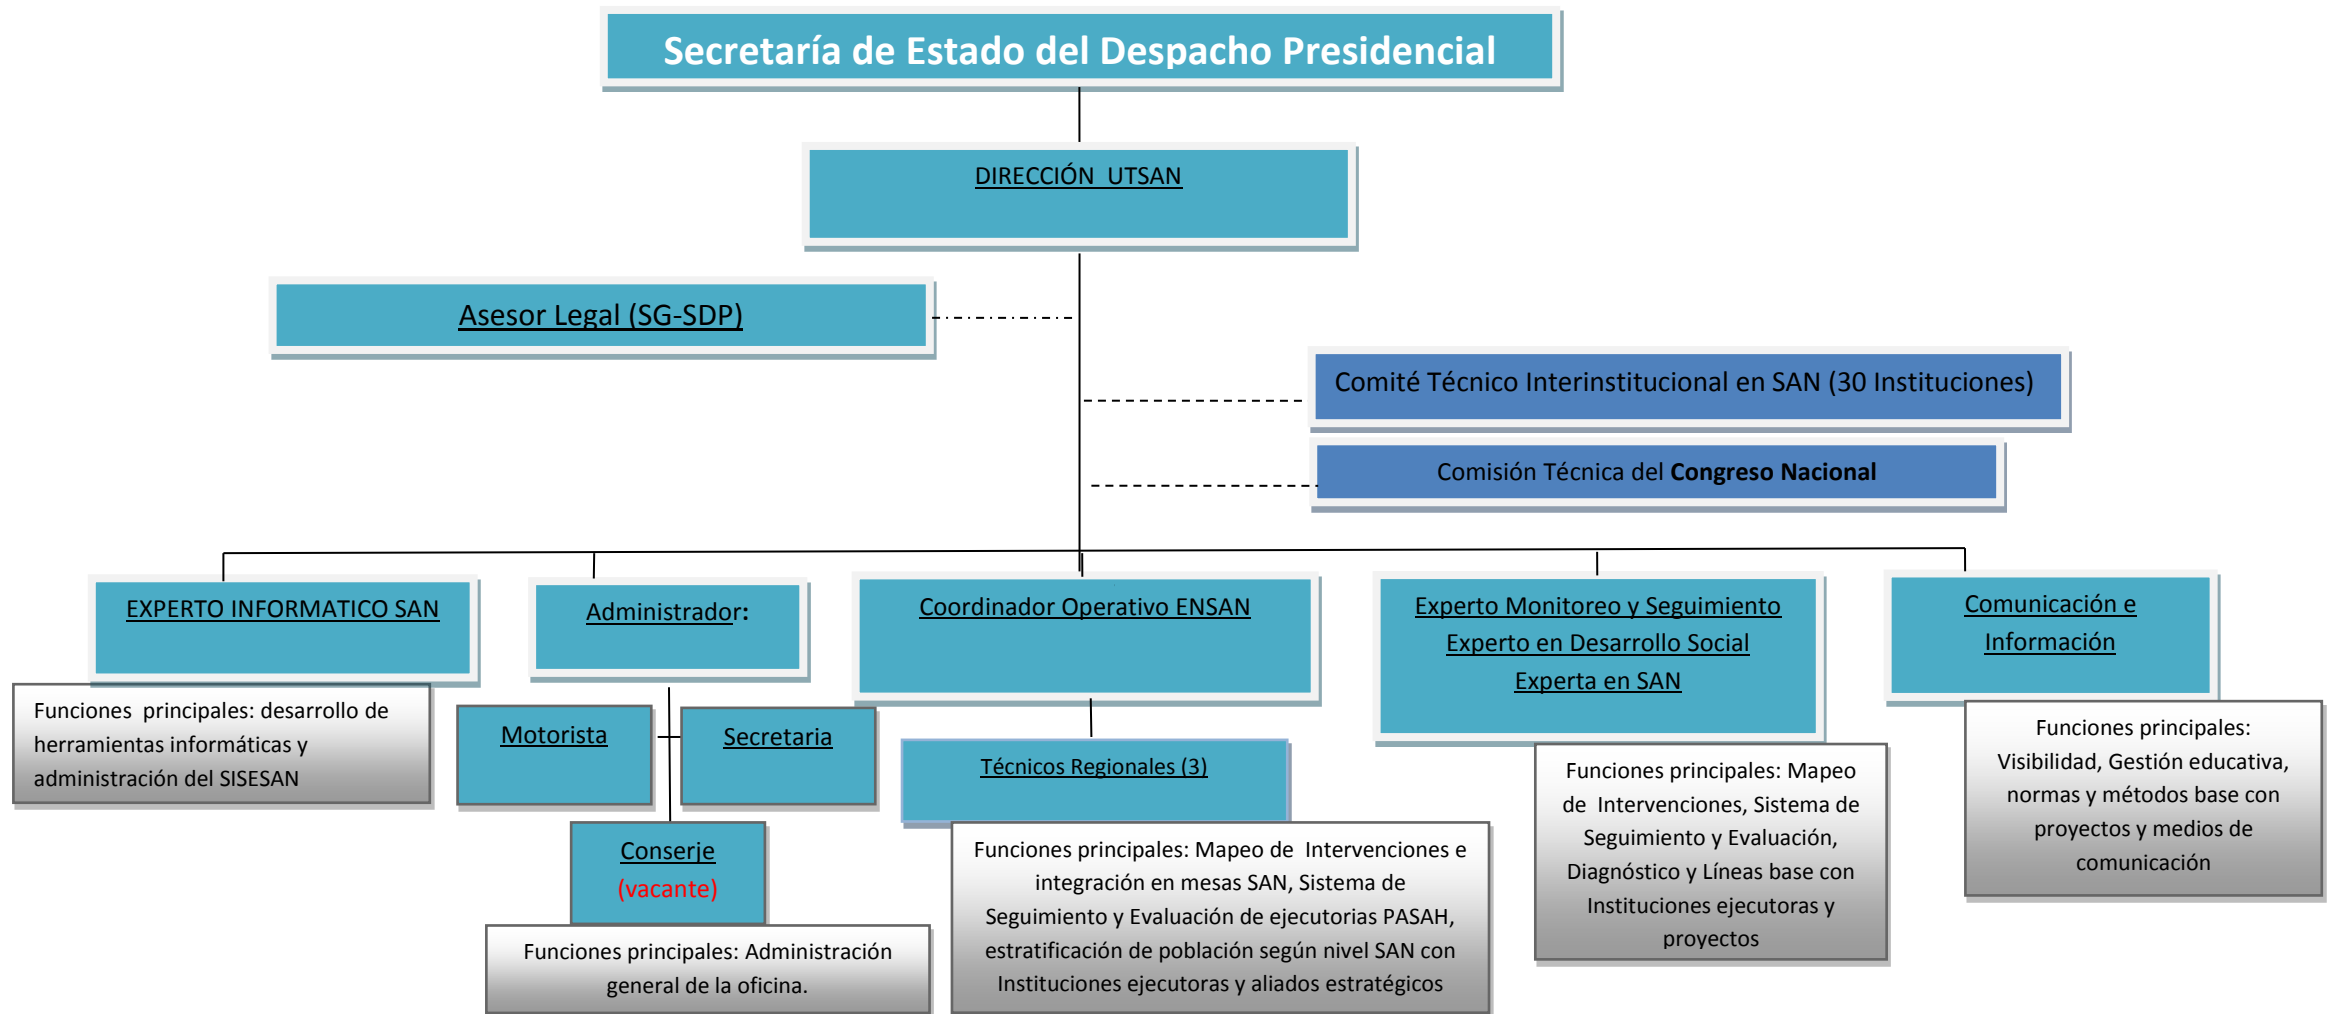 Secretaría de Estado del Despacho Presidencial
DIRECCIÓN UTSAN
Asesor Legal (SG-SDP)
Comité Técnico Interinstitucional en SAN (30 Instituciones)
Comisión Técnica del Congreso Nacional
EXPERTO INFORMATICO SAN
Funciones principales: desarrollo de
herramientas informáticas y
administración del SISESAN
Administrador:
Motorista
Secretaria
Conserje
(vacante)
Funciones principales: Administración
general de la oficina.
Coordinador Operativo ENSAN
Técnicos Regionales (3)
Funciones principales: Mapeo de Intervenciones e
integración en mesas SAN, Sistema de
Seguimiento y Evaluación de ejecutorias PASAH,
estratificación de población según nivel SAN con
Instituciones ejecutoras y aliados estratégicos
Experto Monitoreo y Seguimiento
Experto en Desarrollo Social
Experta en SAN
Funciones principales: Mapeo
de Intervenciones, Sistema de
Seguimiento y Evaluación,
Diagnóstico y Líneas base con
Instituciones ejecutoras y
proyectos
Comunicación e
Información
Funciones principales:
Visibilidad, Gestión educativa,
normas y métodos base con
proyectos y medios de
comunicación